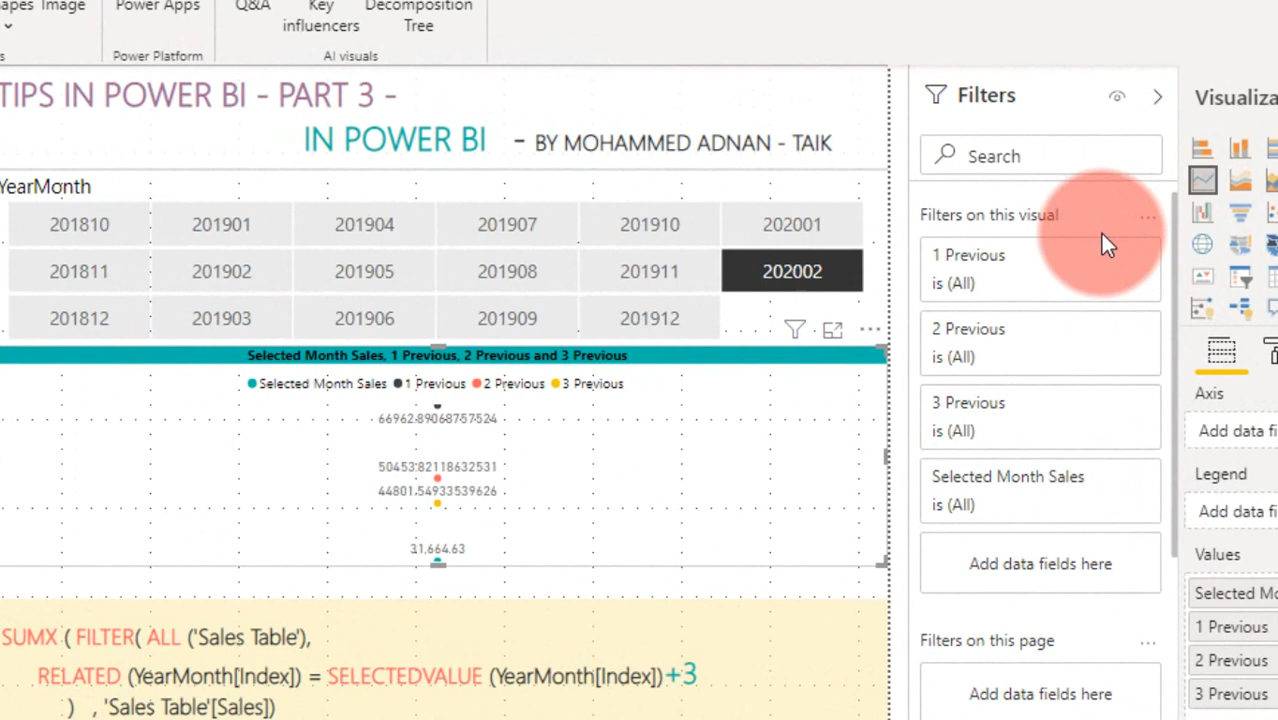 apes Image
Power Apps
Q&A
Key
influencers
Decomposition
Tree
s
Power Platform
AI visuals
TIPS IN POWER BI - PART 3 -
IN POWER BI - BY MOHAMMED ADNAN - TAIK
YearMonth
201810 201901 201904 201907 201910 202001
201811 201902 201905 201908 201911 202002
201812 201903 201906 201909 201912
Selected Month Sales, 1 Previous, 2 Previous and 3 Previous
Selected Month Sales 1 Previous 2 Previous 3 Previous
66962.89068757524
50453.82118632531
44801.54933539626
31,664.63
SUMX ( FILTER( ALL ('Sales Table'),
RELATED (YearMonth[Index]) = SELECTEDVALUE (YearMonth[Index])+3
) , 'Sales Table'[Sales])
Filters
Search
Filters on this visual
1 Previous
is (All)
2 Previous
is (All)
3 Previous
is (All)
Selected Month Sales
is (All)
Add data fields here
Filters on this page
Add data fields here
Visualiza
Axis
Add data fi
Legend
Add data fi
Values
Selected Mo
1 Previous
2 Previous
3 Previous